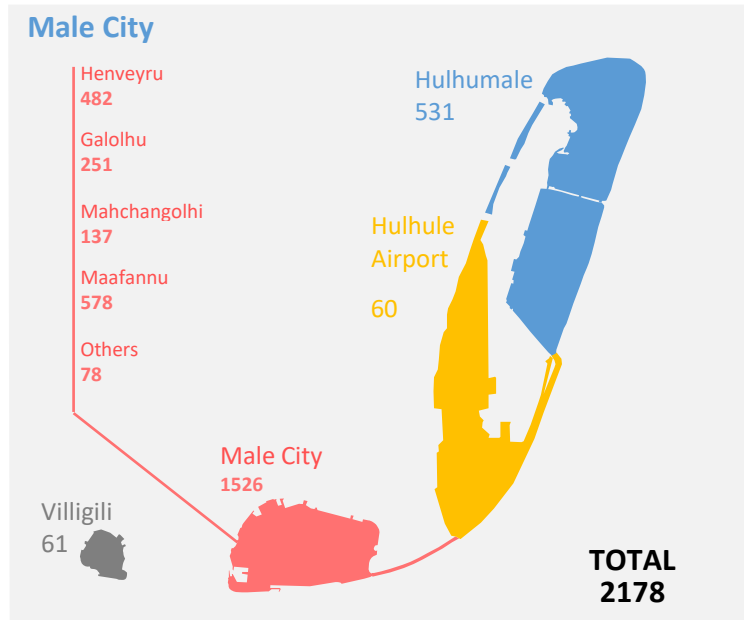 Male City
Henveyru
482
Galolhu
251
Mahchangolhi
137
Maafannu
578
Others
78
Hulhumale
531
Hulhule
Airport
60
Male City
1526
Villigili
61
TOTAL
2178